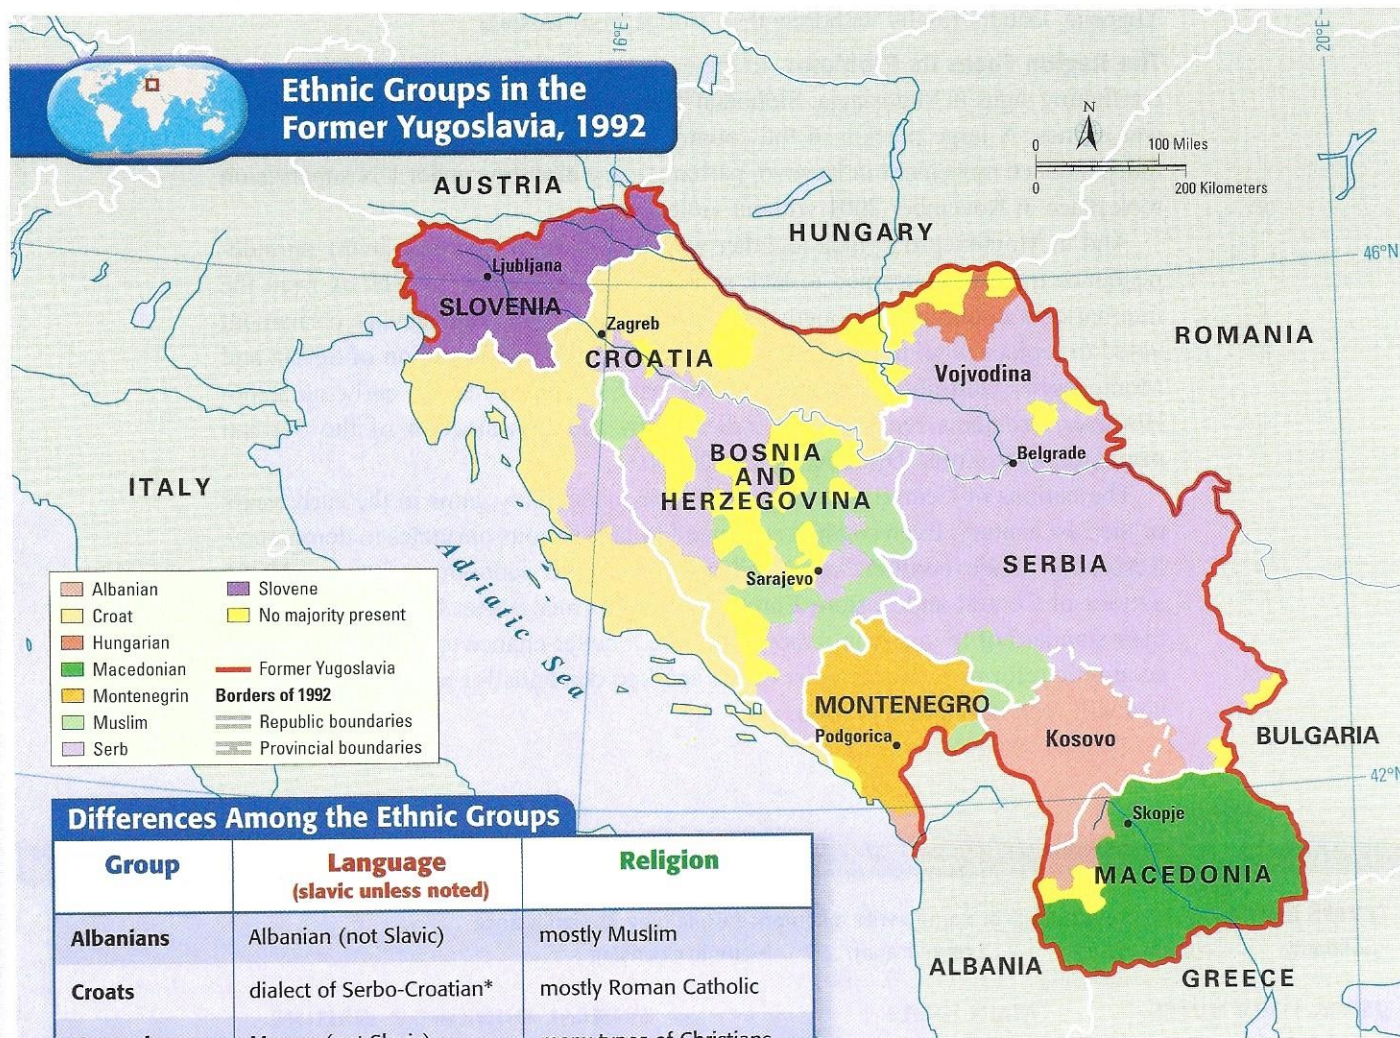 Ethnic Groups in the
Former Yugoslavia, 1992
16°E
20°E
N
0 100 Miles
0 200 Kilometers
AUSTRIA
HUNGARY
46°N
Ljubljana
SLOVENIA
Zagreb
CROATIA
ROMANIA
Vojvodina
BOSNIA
AND
HERZEGOVINA
Belgrade
ITALY
SERBIA
Sarajevo
Adriatic Sea
MONTENEGRO
Podgorica
Kosovo
BULGARIA
42°N
Skopje
MACEDONIA
ALBANIA
GREECE
Albanian
Croat
Hungarian
Macedonian
Montenegrin
Muslim
Serb
Slovene
No majority present
Former Yugoslavia
Borders of 1992
Republic boundaries
Provincial boundaries
Differences Among the Ethnic Groups
Group Language Religion
(slavic unless noted)
Albanians Albanian (not Slavic) mostly Muslim
Croats dialect of Serbo-Croatian* mostly Roman Catholic